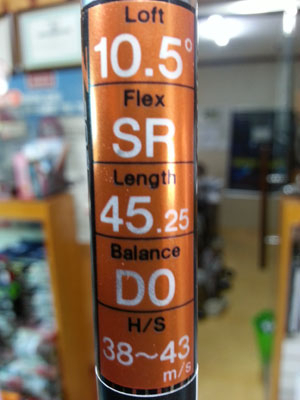 Loft
10.5°
Flex
SR
Length
45.25
Balance
D0
H/S
38～43
m/s